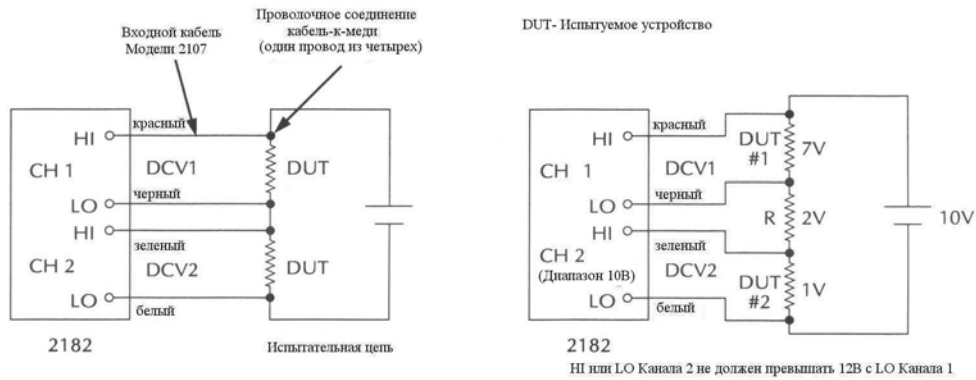 Входной кабель
Модели 2107
Проволочное соединение
кабель-к-меди
(один провод из четырех)
красный
HI
CH 1
DCV1
DUT
черный
LO
HI
зеленый
CH 2
DCV2
DUT
LO
белый
2182
Испытательная цепь
DUT- Испытуемое устройство
красный
HI
DUT
#1
7V
CH 1
DCV1
черный
LO
R
2V
10V
HI
зеленый
CH 2
(Диапазон 10В)
DCV2
DUT
#2
1V
LO
белый
2182
HI или LO Канала 2 не должен превышать 12В с LO Канала 1